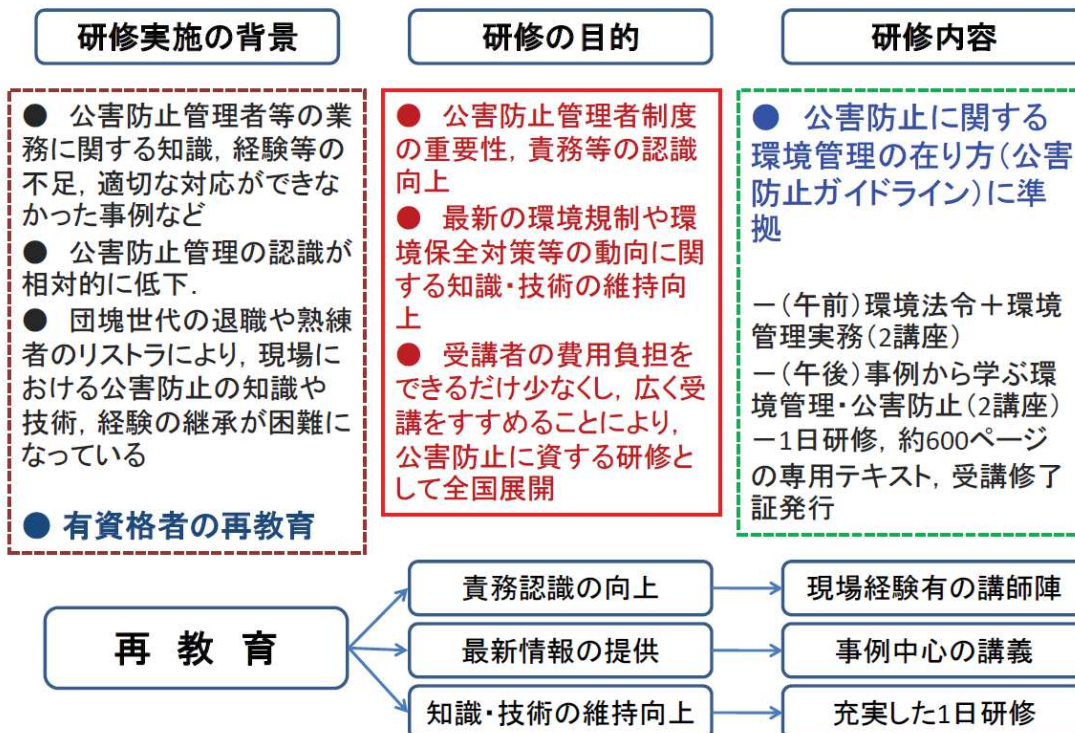 研修実施の背景
● 公害防止管理者等の業
務に関する知識，経験等の
不足，適切な対応ができな
かった事例など
● 公害防止管理の認識が
相対的に低下．
● 団塊世代の退職や熟練
者のリストラにより，現場に
おける公害防止の知識や
技術，経験の継承が困難に
なっている
● 有資格者の再教育
研修の目的
● 公害防止管理者制度
の重要性，責務等の認識
向上
● 最新の環境規制や環
境保全対策等の動向に関
する知識・技術の維持向
上
● 受講者の費用負担を
できるだけ少なくし，広く受
講をすすめることにより，
公害防止に資する研修と
して全国展開
研修内容
● 公害防止に関する
環境管理の在り方（公害
防止ガイドライン）に準
拠
－（午前）環境法令＋環境
管理実務（2講座）
－（午後）事例から学ぶ環
境管理・公害防止（2講座）
－1日研修，約600ページ
の専用テキスト，受講修了
証発行
再 教 育
責務認識の向上
現場経験有の講師陣
最新情報の提供
事例中心の講義
知識・技術の維持向上
充実した1日研修